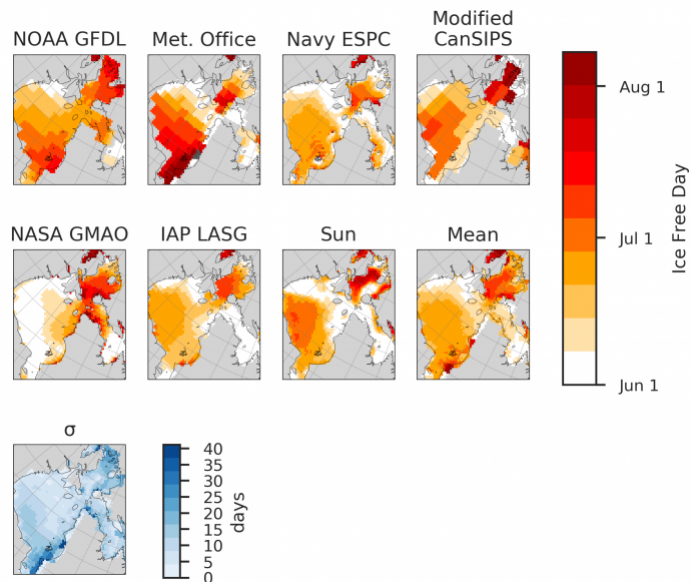 NOAA GFDL
Met. Office
Navy ESPC
Modified
CanSIPS
NASA GMAO
IAP LASG
Sun
Mean
Aug 1
Jul 1
Jun 1
Ice Free Day
σ
40
35
30
25
20
15
10
5
0
days